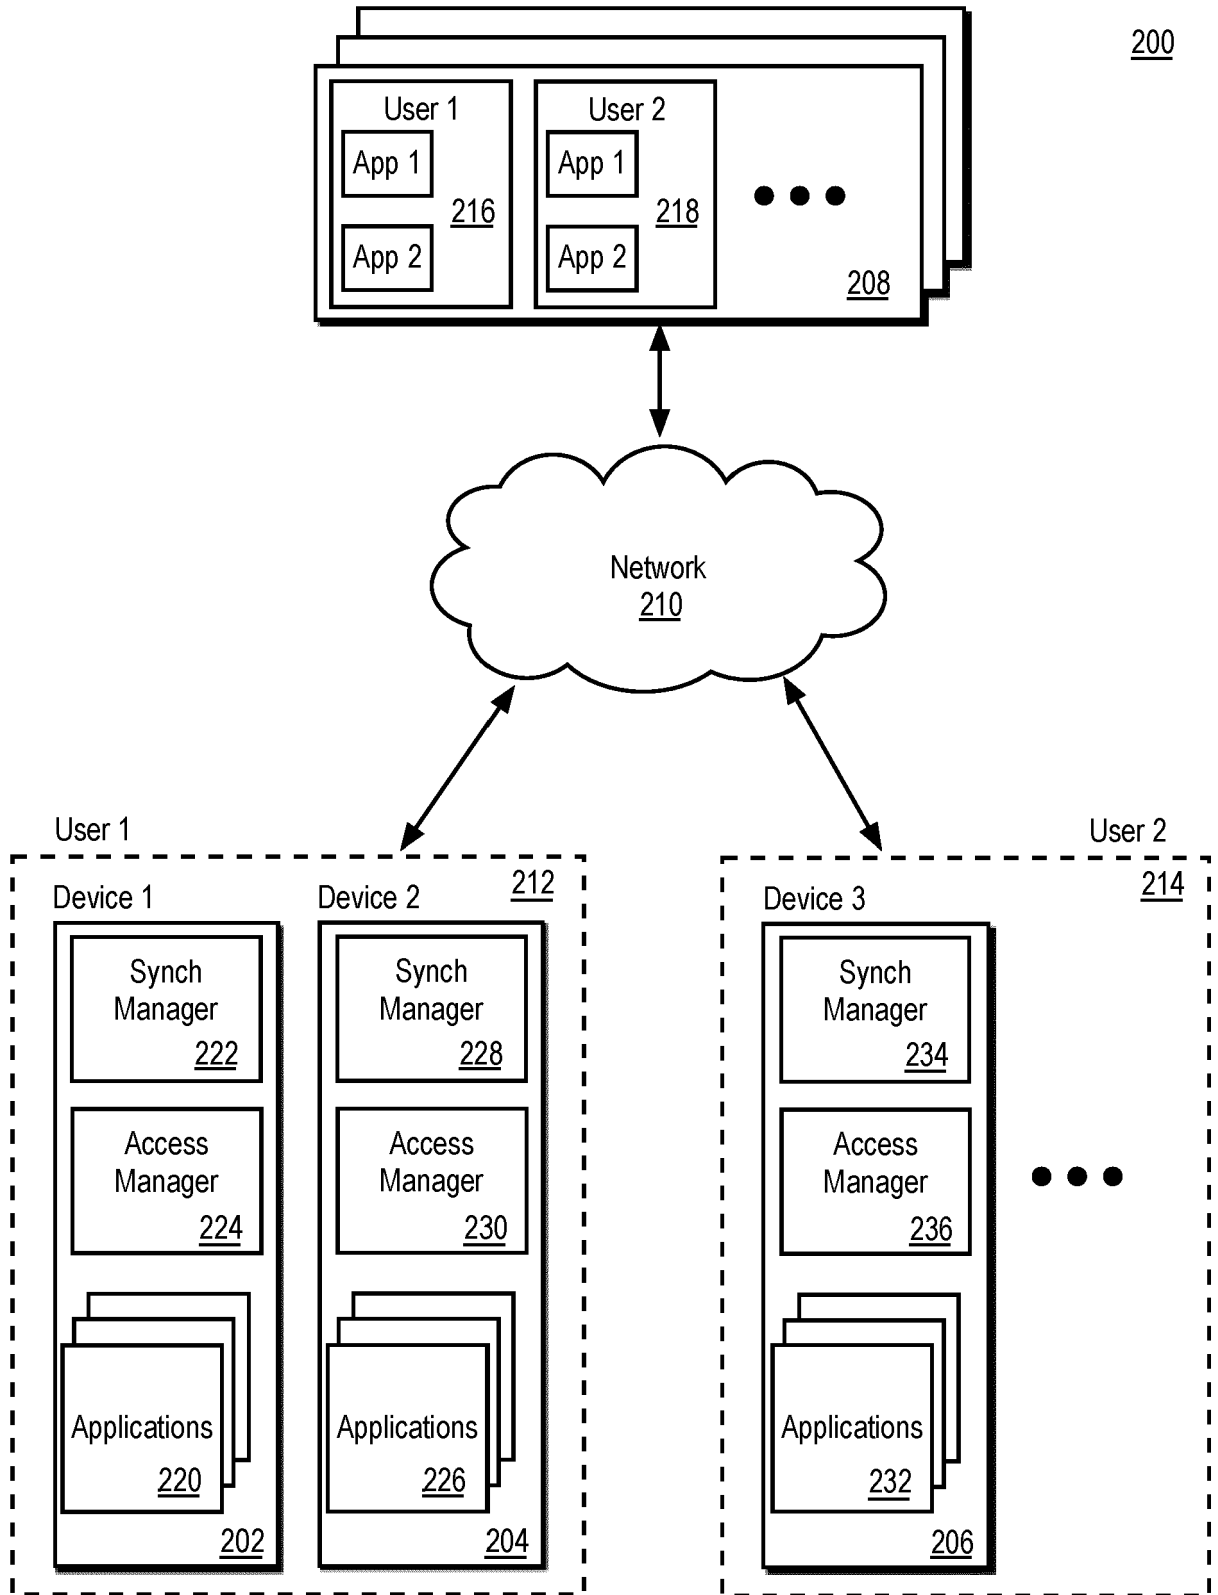 200
User 1
App 1
216
App 2
User 2
App 1
218
App 2
208
Network
210
User 1
212
Device 1
Synch
Manager
222
Access
Manager
224
Applications
220
202
Device 2
Synch
Manager
228
Access
Manager
230
Applications
226
204
User 2
214
Device 3
Synch
Manager
234
Access
Manager
236
Applications
232
206